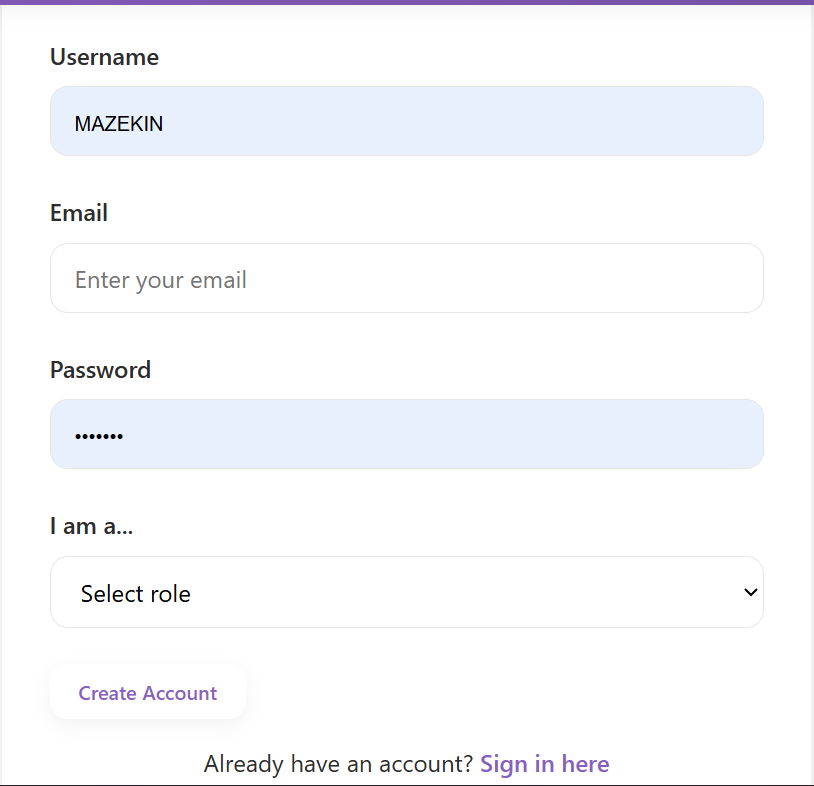 Username
MAZEKIN
Email
Enter your email
Password
•••••••
I am a...
Select role
Create Account
Already have an account? Sign in here